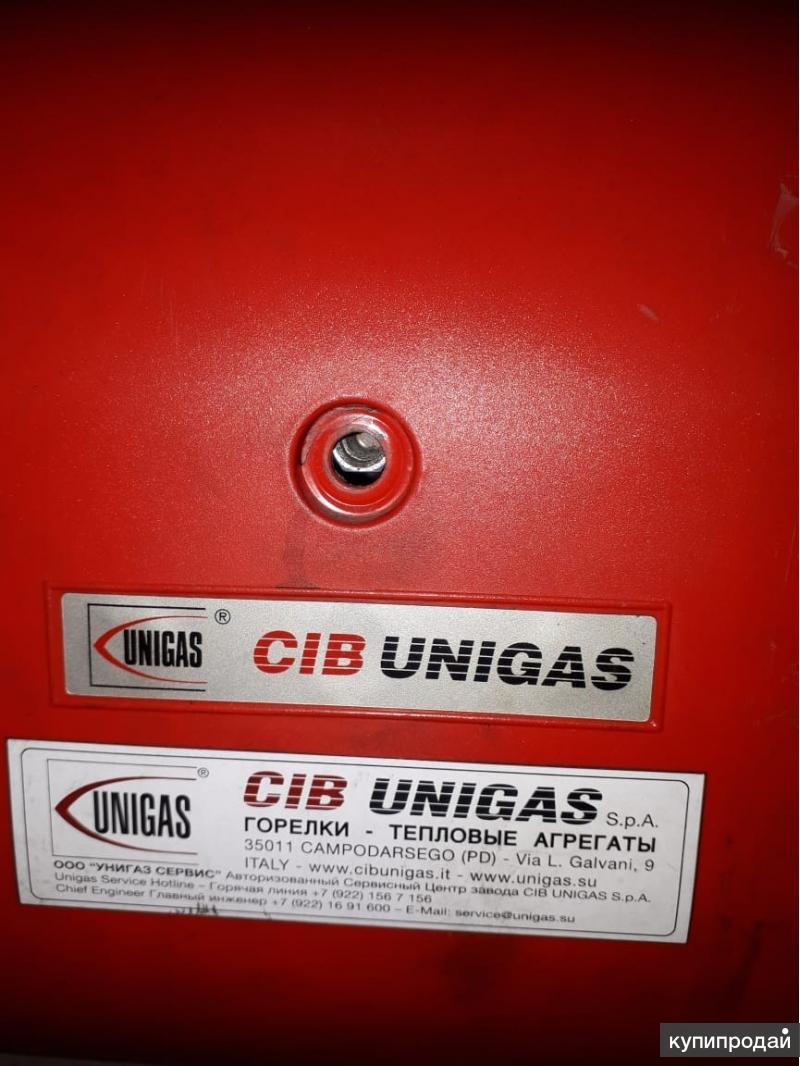 UNIGAS ® CIB UNIGAS
UNIGAS ® CIB UNIGAS S.p.A.
ГОРЕЛКИ - ТЕПЛОВЫЕ АГРЕГАТЫ
35011 CAMPODARSEGO (PD) - Via L. Galvani, 9
ITALY - www.cibunigas.it - www.unigas.su
ООО "УНИГАЗ СЕРВИС" Авторизованный Сервисный Центр завода CIB UNIGAS S.p.A.
Unigas Service Hotline – Горячая линия +7 (922) 156 7 156
Chief Engineer Главный инженер +7 (922) 16 91 600 – E-Mail: service@unigas.su
купипродай